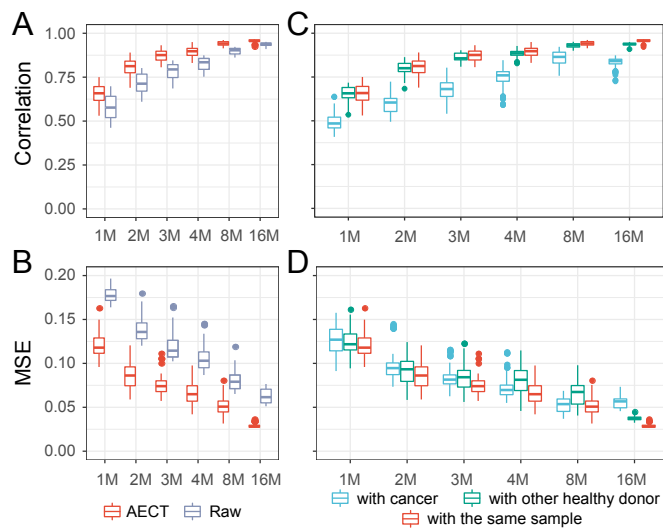 A
Correlation
1.00
0.75
0.50
0.25
0.00
1M 2M 3M 4M 8M 16M
C
1M 2M 3M 4M 8M 16M
B
MSE
0.20
0.15
0.10
0.05
0.00
1M 2M 3M 4M 8M 16M
AECT Raw
D
1M 2M 3M 4M 8M 16M
with cancer with other healthy donor
with the same sample